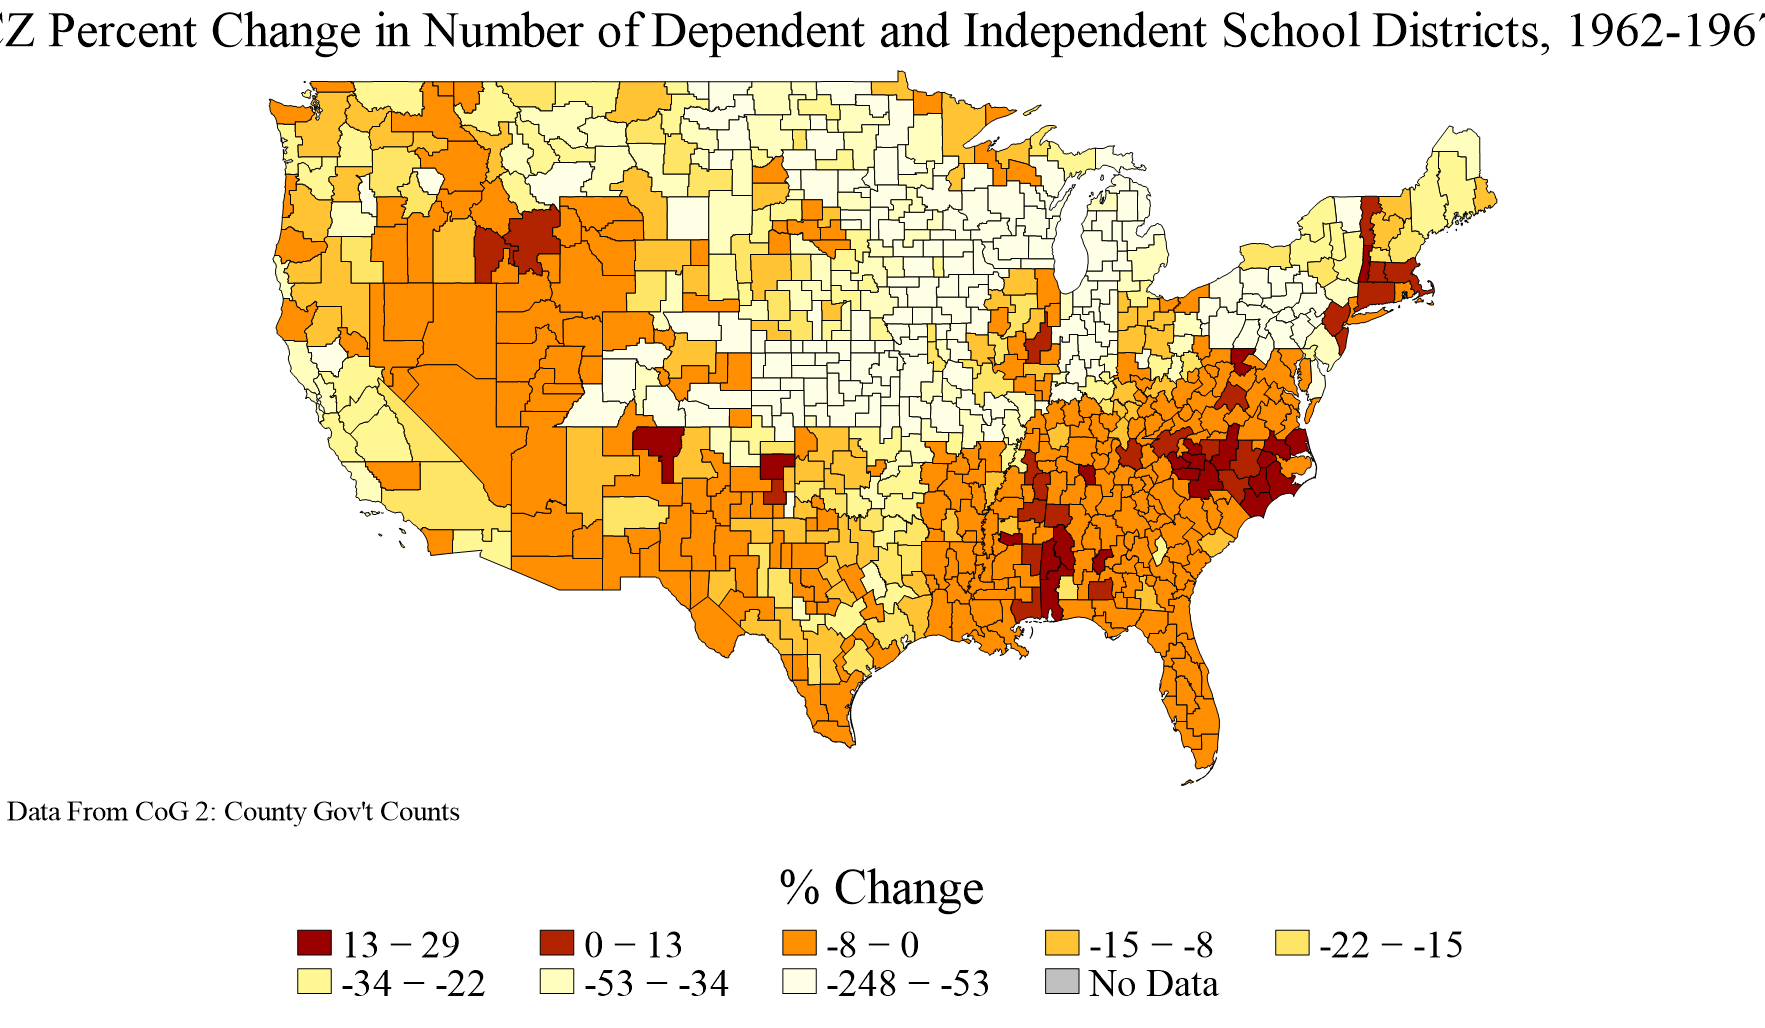 CZ Percent Change in Number of Dependent and Independent School Districts, 1962-1967
Data From CoG 2: County Gov't Counts
% Change
13 − 29 0 − 13 -8 − 0 -15 − -8 -22 − -15
-34 − -22 -53 − -34 -248 − -53 No Data